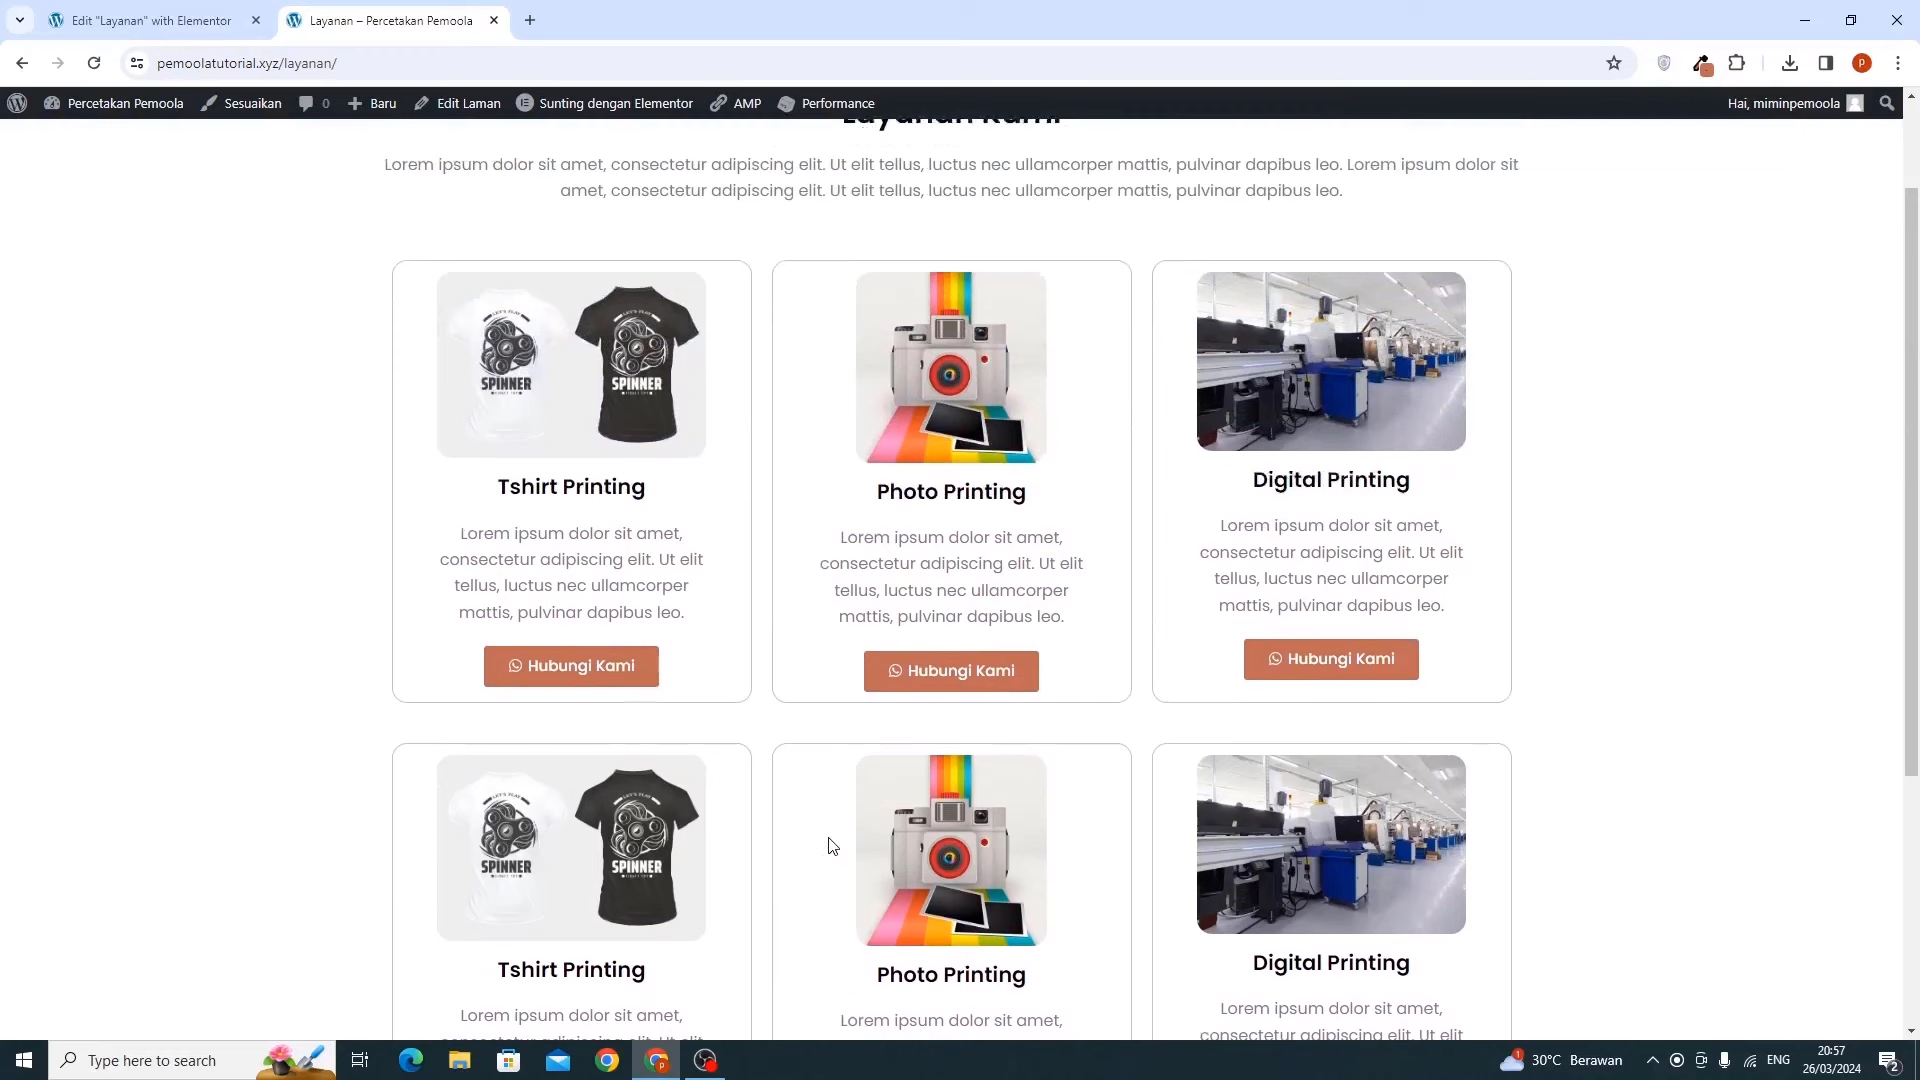 Edit "Layanan" with Elementor
Layanan – Percetakan Pemoola
pemoolatutorial.xyz/layanan/
P
Percetakan Pemoola
Sesuaikan
0
Baru
Edit Laman
Sunting dengan Elementor
AMP
Performance
Hai, miminpemoola
Layanan Kami
Lorem ipsum dolor sit amet, consectetur adipiscing elit. Ut elit tellus, luctus nec ullamcorper mattis, pulvinar dapibus leo. Lorem ipsum dolor sit
amet, consectetur adipiscing elit. Ut elit tellus, luctus nec ullamcorper mattis, pulvinar dapibus leo.
SPINNER
SPINNER
Tshirt Printing
Lorem ipsum dolor sit amet,
consectetur adipiscing elit. Ut elit
tellus, luctus nec ullamcorper
mattis, pulvinar dapibus leo.
Hubungi Kami
Photo Printing
Lorem ipsum dolor sit amet,
consectetur adipiscing elit. Ut elit
tellus, luctus nec ullamcorper
mattis, pulvinar dapibus leo.
Hubungi Kami
Digital Printing
Lorem ipsum dolor sit amet,
consectetur adipiscing elit. Ut elit
tellus, luctus nec ullamcorper
mattis, pulvinar dapibus leo.
Hubungi Kami
SPINNER
SPINNER
Tshirt Printing
Lorem ipsum dolor sit amet,
Photo Printing
Lorem ipsum dolor sit amet,
Digital Printing
Lorem ipsum dolor sit amet,
consectetur adipiscing elit. Ut elit
Type here to search
1
30°C Berawan
ENG
20:57
26/03/2024
2